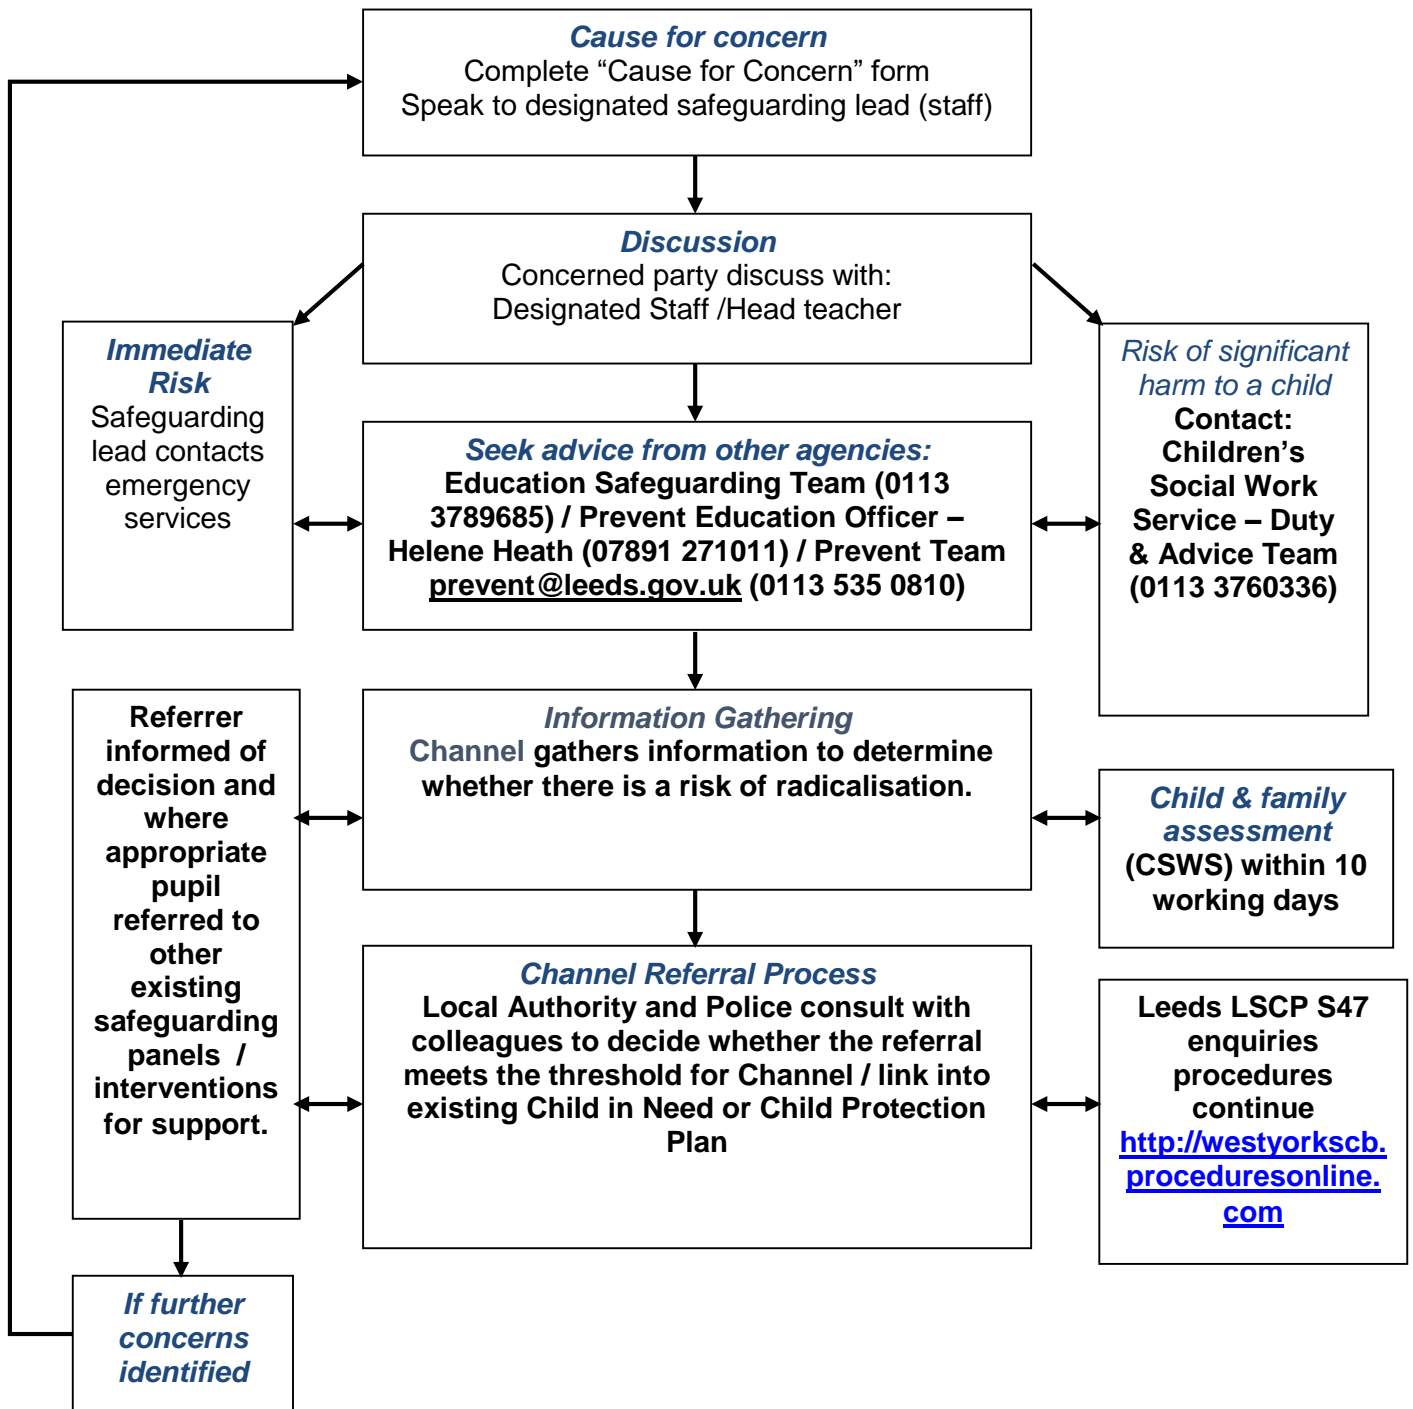 Cause for concern
Complete “Cause for Concern” form
Speak to designated safeguarding lead (staff)
Discussion
Concerned party discuss with:
Designated Staff /Head teacher
Immediate
Risk
Safeguarding
lead contacts
emergency
services
Seek advice from other agencies:
Education Safeguarding Team (0113
3789685) / Prevent Education Officer –
Helene Heath (07891 271011) / Prevent Team
prevent@leeds.gov.uk (0113 535 0810)
Risk of significant
harm to a child
Contact:
Children’s
Social Work
Service – Duty
& Advice Team
(0113 3760336)
Referrer
informed of
decision and
where
appropriate
pupil
referred to
other
existing
safeguarding
panels /
interventions
for support.
Information Gathering
Channel gathers information to determine
whether there is a risk of radicalisation.
Child & family
assessment
(CSWS) within 10
working days
Channel Referral Process
Local Authority and Police consult with
colleagues to decide whether the referral
meets the threshold for Channel / link into
existing Child in Need or Child Protection
Plan
Leeds LSCP S47
enquiries
procedures
continue
http://westyorkscb.
proceduresonline.
com
If further
concerns
identified